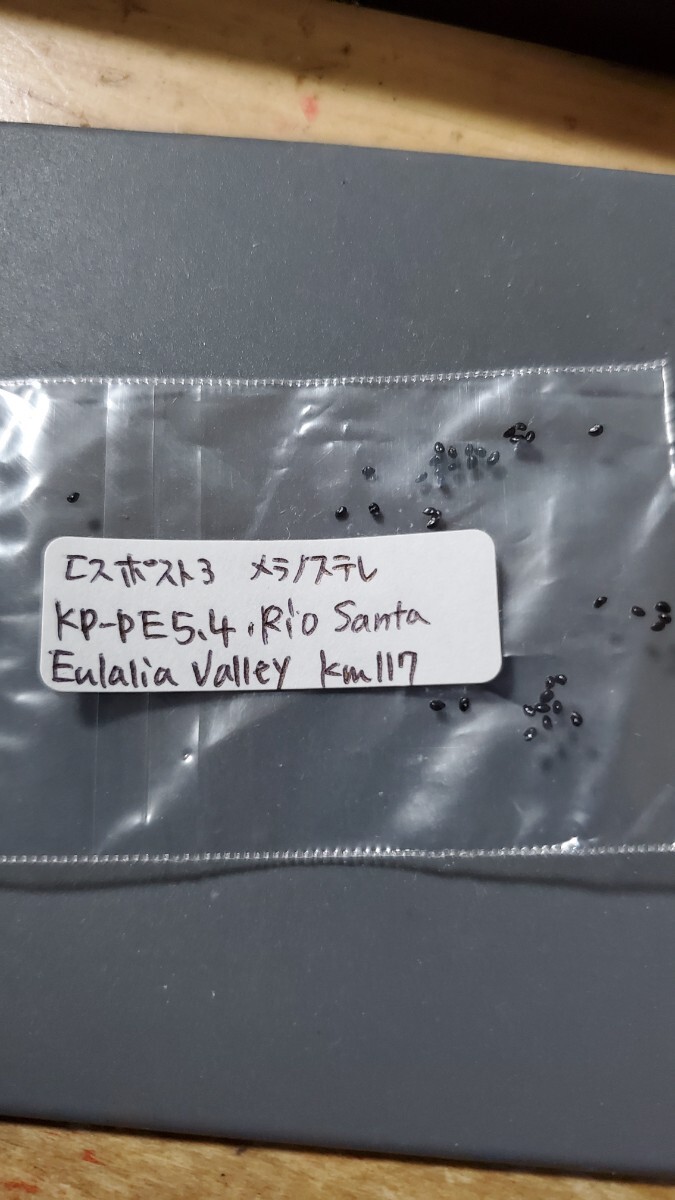 エスポストヨ メラノステレ
KP-PE5.4, Rio Santa
Eulalia Valley km117